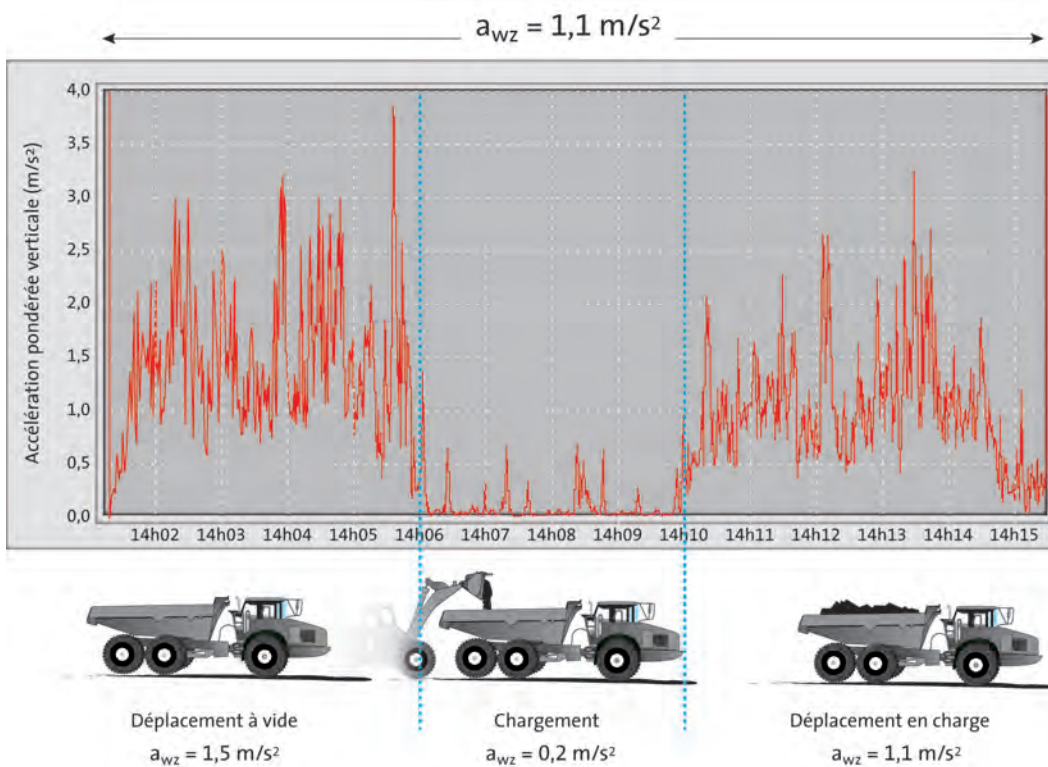 a_wz = 1,1 m/s²
Accélération pondérée verticale (m/s²)
4,0
3,5
3,0
2,5
2,0
1,5
1,0
0,5
0,0
14h02 14h03 14h04 14h05 14h06 14h07 14h08 14h09 14h10 14h11 14h12 14h13 14h14 14h15
Déplacement à vide Chargement Déplacement en charge
a_wz = 1,5 m/s² a_wz = 0,2 m/s² a_wz = 1,1 m/s²